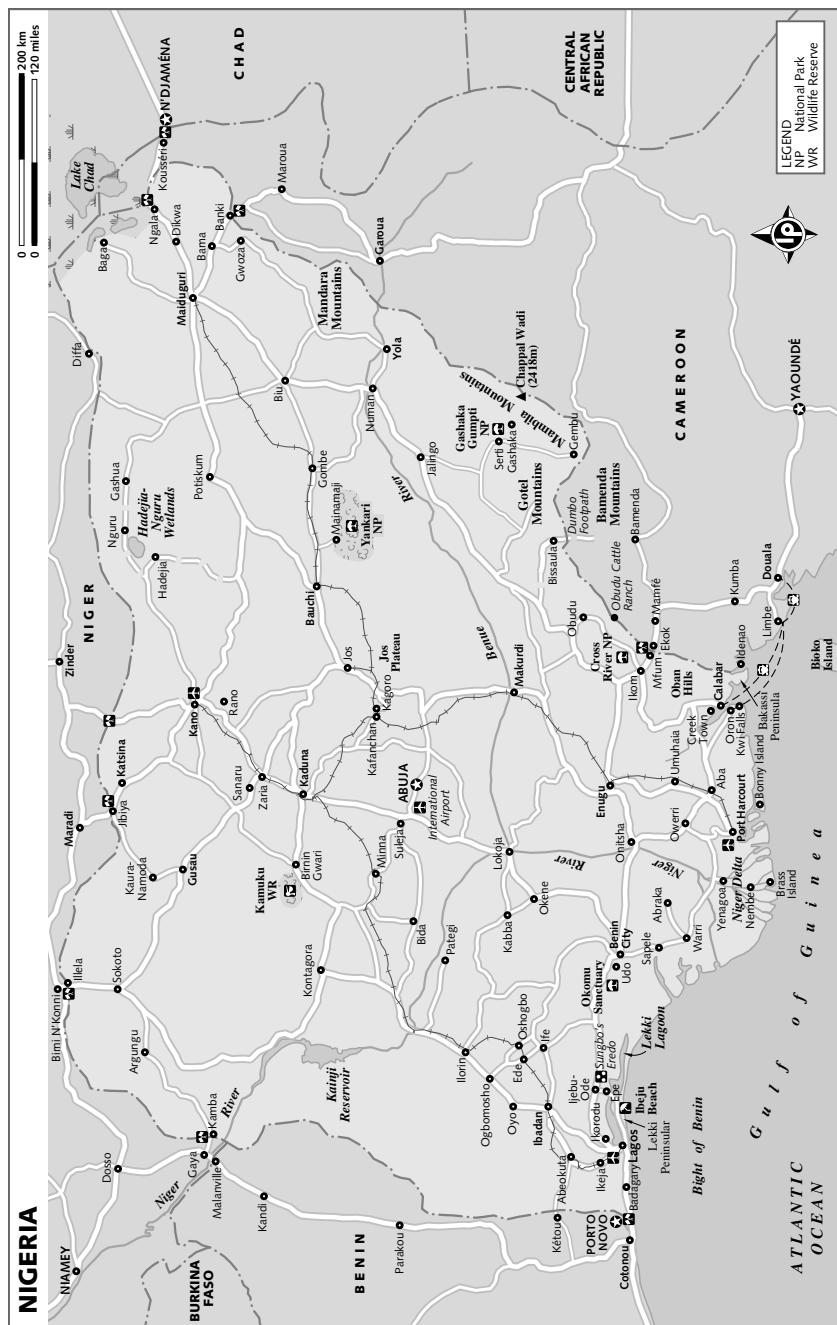 NIGERIA
0
200 km
0
120 miles
LEGEND
NP National Park
WR Wildlife Reserve
NIAMEY
BURKINA
FASO
Dosso
Niger
River
Gaya
Malanville
Kamba
Kandi
BENIN
Parakou
Kétou
PORTO
NOVO
Cotonou
Badagary
Birni N'Konni
Illela
Sokoto
Argungu
Kainji
Reservoir
Kontagora
Maradi
Jibiya
Katsina
Kaura-
Namoda
Gusau
Birnin
Gwari
Kamuku
WR
NIGER
Zinder
Kano
Rano
Sanaru
Zaria
Kaduna
Kafanchan
Kagoro
Jos
Jos
Plateau
Nguru
Gashua
Hadejia-
Nguru
Wetlands
Hadejia
Potiskum
Bauchi
Mainamaji
Yankari
NP
Gombe
Diffa
Baga
Lake
Chad
CHAD
N'DJAMÉNA
Kousséri
Ngala
Dikwa
Maiduguri
Bama
Banki
Gwoza
Maroua
Mandara
Mountains
Biu
Garoua
Yola
Numan
Jalingo
River
Benue
Makurdi
Chappal Wadi
(2418m)
Mambila Mountains
Gashaka
Gumpti
NP
Serti
Gashaka
Gotel
Mountains
Gembu
CENTRAL
AFRICAN
REPUBLIC
CAMEROON
YAOUNDÉ
Dumbo
Footpath
Bissaula
Bamenda
Mountains
Bamenda
Obudu
Obudu Cattle
Ranch
Cross
River NP
Ikom
Mfum
Ekok
Mamfé
Kumba
Oban
Hills
Calabar
Creek
Town
Oron
Kwi-Falls
Bakassi
Peninsula
Idenao
Limbe
Douala
Bioko
Island
ABUJA
International
Airport
Suleja
Minna
Bida
Pategi
Lokoja
Kabba
Okene
River
Niger
Enugu
Onitsha
Umuhaia
Aba
Owerri
Port Harcourt
Bonny Island
Yenagoa
Niger Delta
Nembe
Brass
Island
Abraka
Warri
Sapele
Benin
City
Udo
Okomu
Sanctuary
Illorin
Ogbomosho
Oyo
Oshogbo
Ede
Ife
Ibadan
Abeokuta
Ijebu-
Ode
Sungbo's
Eredo
Epe
Ikorodu
Ikeja
Lagos
Ibeju
Beach
Lekki
Peninsular
Lekki
Lagoon
Bight of Benin
Gulf of Guinea
ATLANTIC
OCEAN
lp